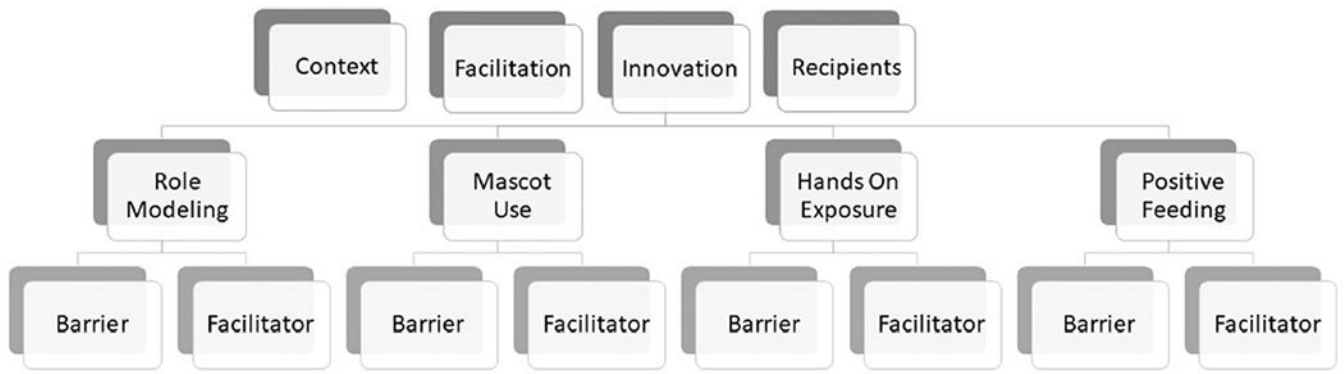 Context
Facilitation
Innovation
Recipients
Role
Modeling
Mascot
Use
Hands On
Exposure
Positive
Feeding
Barrier
Facilitator
Barrier
Facilitator
Barrier
Facilitator
Barrier
Facilitator